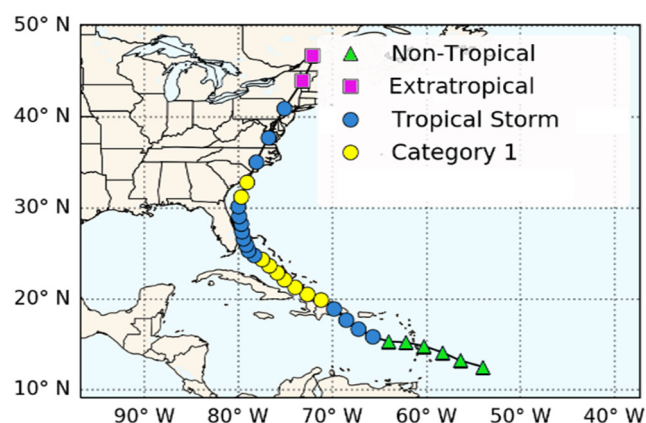 50° N
Non-Tropical
Extratropical
40° N
Tropical Storm
Category 1
30° N
20° N
10° N
90° W 80° W 70° W 60° W 50° W 40° W